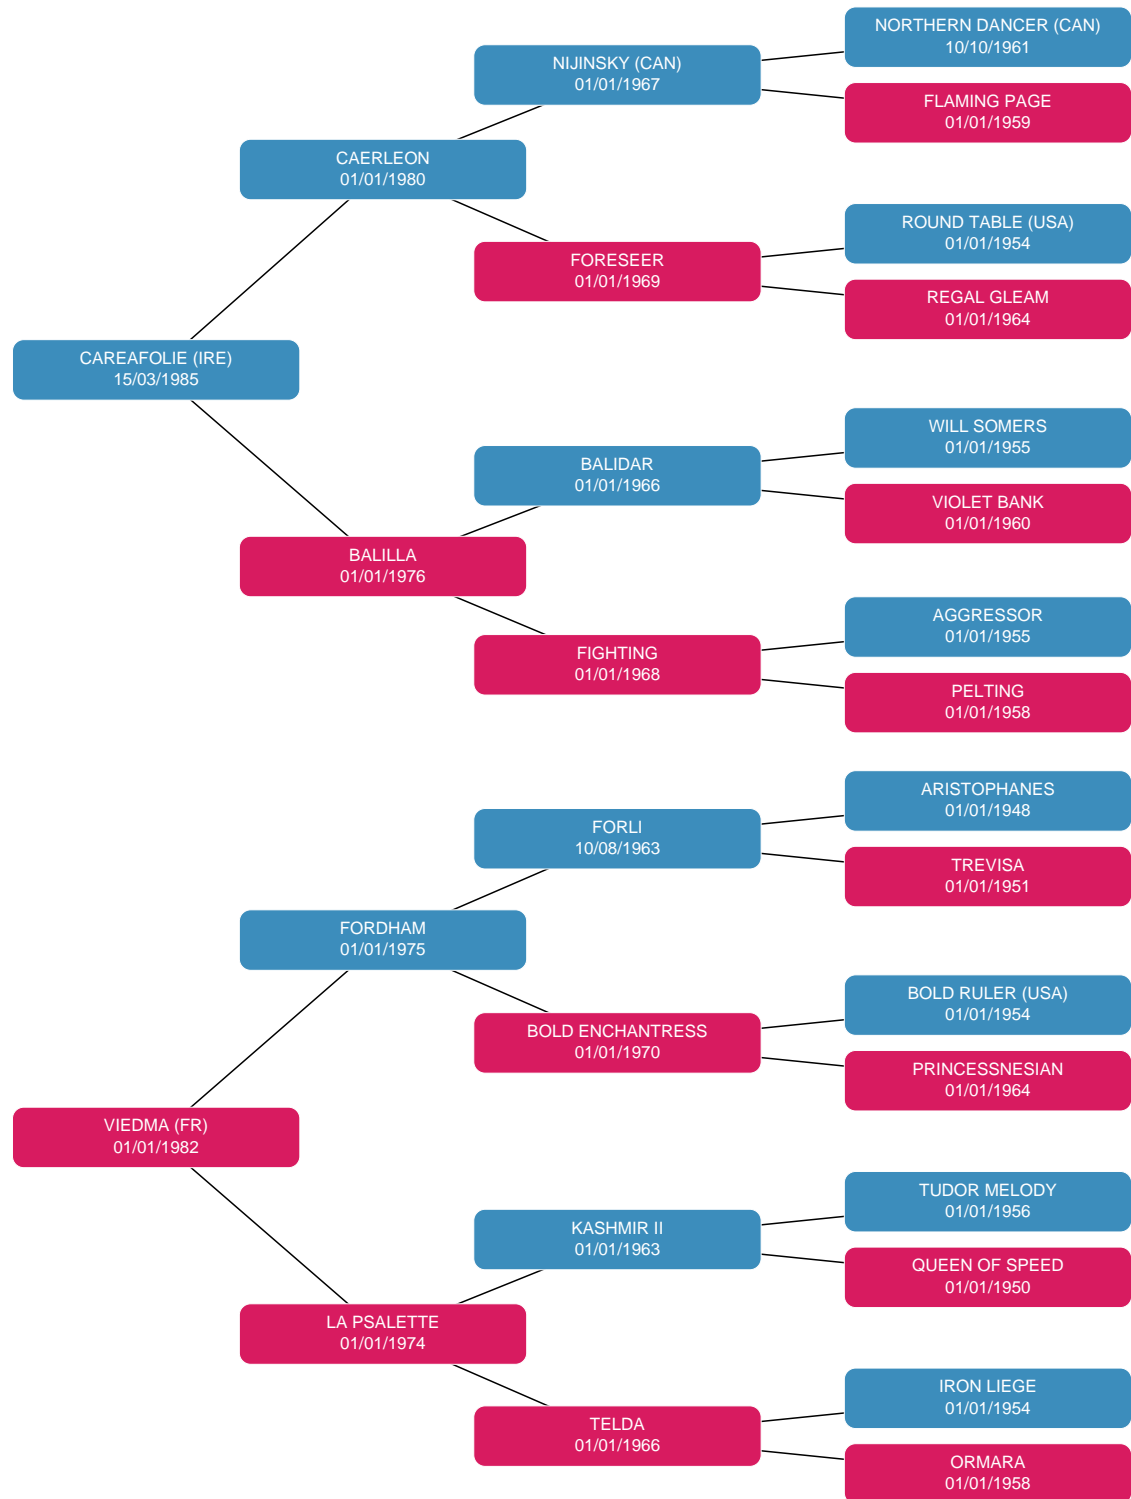 NORTHERN DANCER (CAN)
10/10/1961
NIJINSKY (CAN)
01/01/1967
FLAMING PAGE
01/01/1959
CAERLEON
01/01/1980
ROUND TABLE (USA)
01/01/1954
FORESEER
01/01/1969
REGAL GLEAM
01/01/1964
CAREAFOLIE (IRE)
15/03/1985
WILL SOMERS
01/01/1955
BALIDAR
01/01/1966
VIOLET BANK
01/01/1960
BALILLA
01/01/1976
AGGRESSOR
01/01/1955
FIGHTING
01/01/1968
PELTING
01/01/1958
ARISTOPHANES
01/01/1948
FORLI
10/08/1963
TREVISA
01/01/1951
FORDHAM
01/01/1975
BOLD RULER (USA)
01/01/1954
BOLD ENCHANTRESS
01/01/1970
PRINCESSNESIAN
01/01/1964
VIEDMA (FR)
01/01/1982
TUDOR MELODY
01/01/1956
KASHMIR II
01/01/1963
QUEEN OF SPEED
01/01/1950
LA PSALETTE
01/01/1974
IRON LIEGE
01/01/1954
TELDA
01/01/1966
ORMARA
01/01/1958